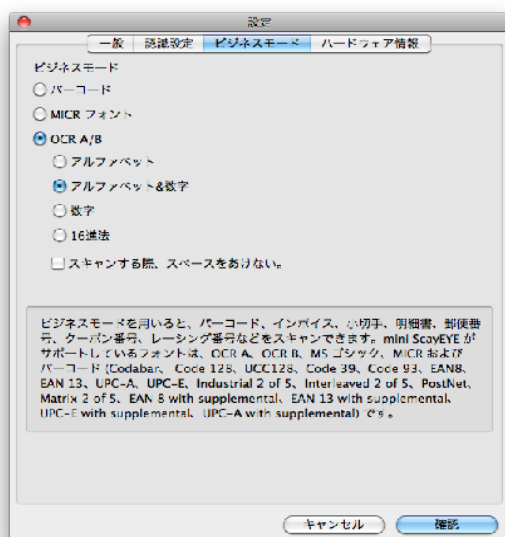 設定
一般 認識設定 ビジネスモード ハードウェア情報
ビジネスモード
バーコード
MICR フォント
OCR A/B
アルファベット
アルファベット&数字
数字
16進法
スキャンする際、スペースをあけない。
ビジネスモードを用いると、バーコード、インボイス、小切手、明細書、郵便番
号、クーポン番号、レーシング番号などをスキャンできます。mini ScayEYE が
サポートしているフォントは、OCR A、OCR B、MS ゴシック、MICR および
バーコード (Codabar、 Code 128、UCC128、Code 39、Code 93、EAN8、
EAN 13、UPC-A、UPC-E、Industrial 2 of 5、Interleaved 2 of 5、PostNet、
Matrix 2 of 5、EAN 8 with supplemental、EAN 13 with supplemental、
UPC-E with supplemental、UPC-A with supplemental) です。
キャンセル 確認